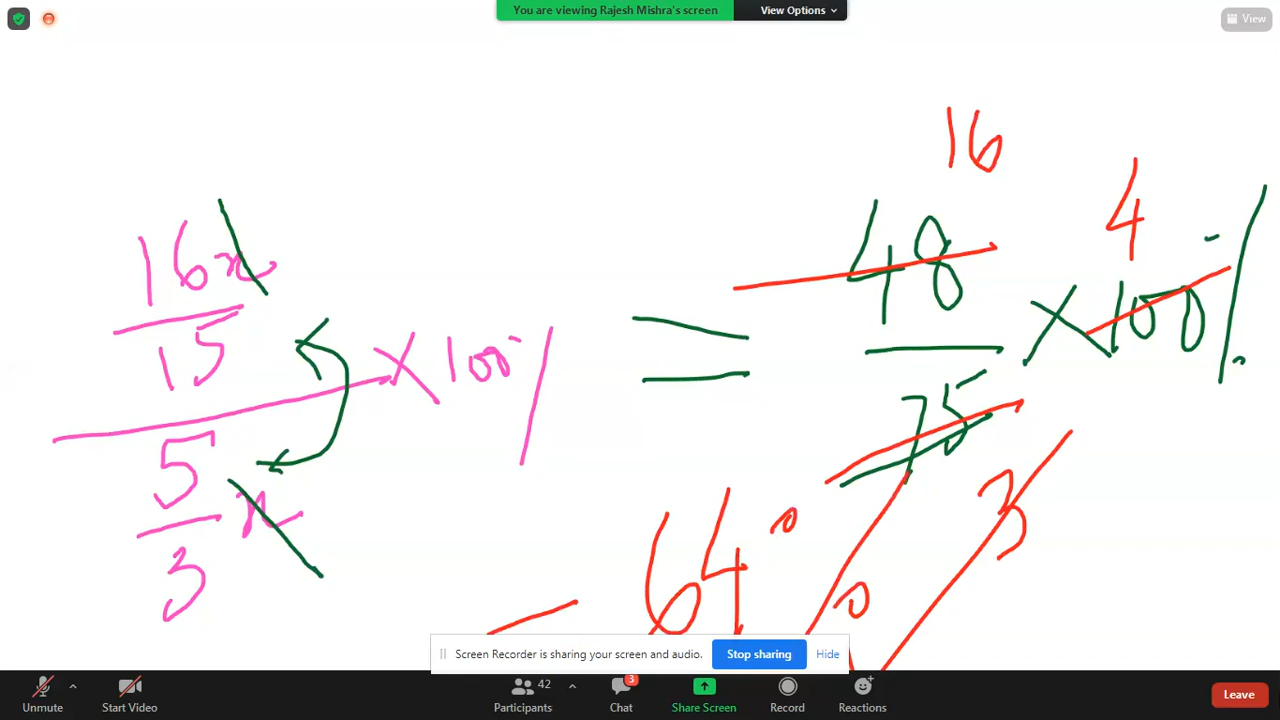 You are viewing Rajesh Mishra's screen
View Options
View
16
4
16x
15
× 100%
5
3
x
=
48
75
× 100%
3
= 64%
Screen Recorder is sharing your screen and audio.
Stop sharing
Hide
Unmute
Start Video
42
Participants
3
Chat
Share Screen
Record
Reactions
Leave